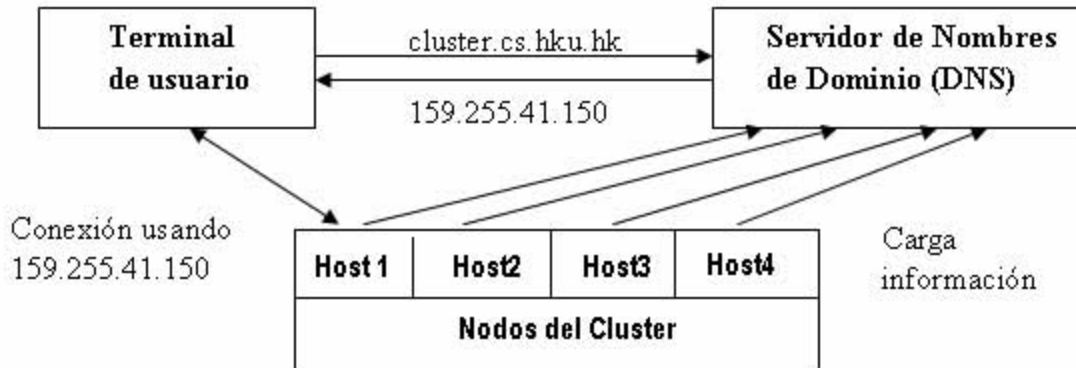 Terminal
de usuario
cluster.cs.hku.hk
159.255.41.150
Servidor de Nombres
de Dominio (DNS)
Conexión usando
159.255.41.150
Host 1
Host2
Host3
Host4
Nodos del Cluster
Carga
información